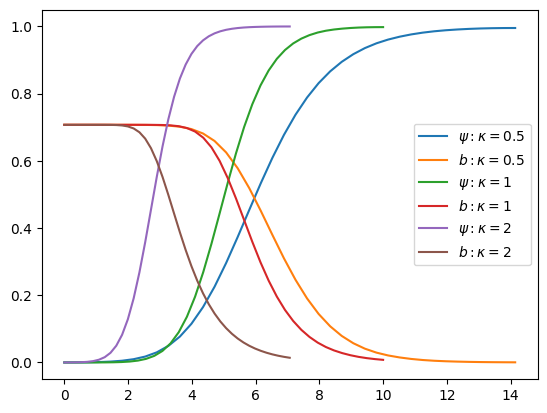 1.0
0.8
0.6
0.4
0.2
0.0
0 2 4 6 8 10 12 14
ψ: κ = 0.5
b: κ = 0.5
ψ: κ = 1
b: κ = 1
ψ: κ = 2
b: κ = 2